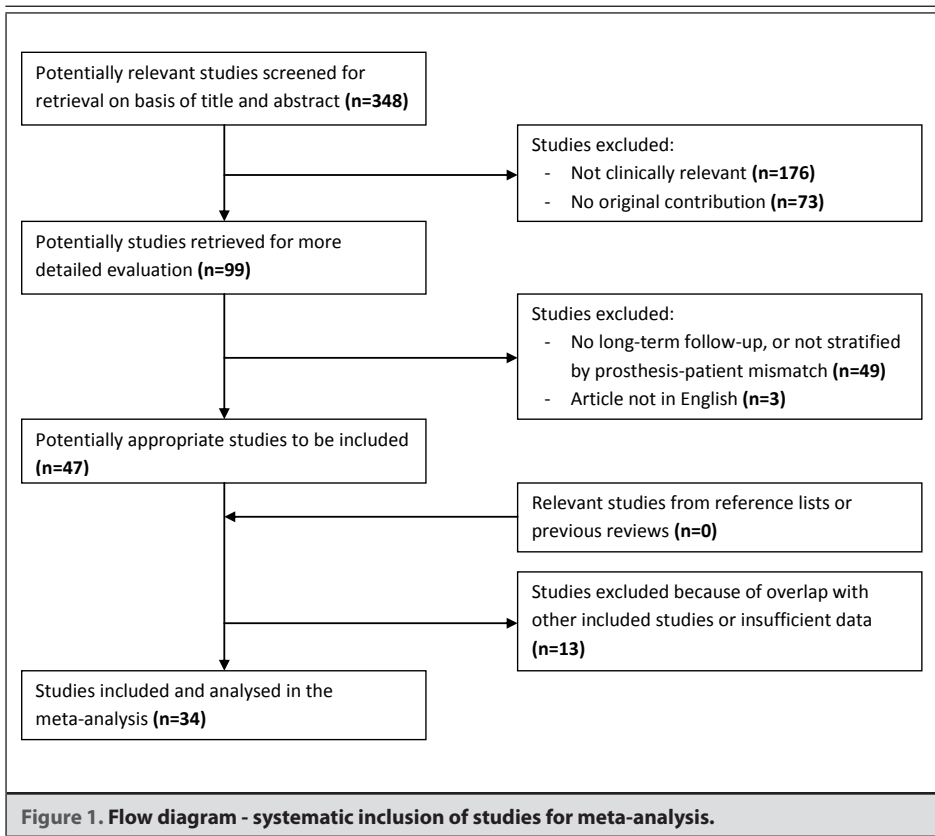 Potentially relevant studies screened for
retrieval on basis of title and abstract (n=348)
Studies excluded:
- Not clinically relevant (n=176)
- No original contribution (n=73)
Potentially studies retrieved for more
detailed evaluation (n=99)
Studies excluded:
- No long-term follow-up, or not stratified
by prosthesis-patient mismatch (n=49)
- Article not in English (n=3)
Potentially appropriate studies to be included
(n=47)
Relevant studies from reference lists or
previous reviews (n=0)
Studies excluded because of overlap with
other included studies or insufficient data
(n=13)
Studies included and analysed in the
meta-analysis (n=34)
Figure 1. Flow diagram - systematic inclusion of studies for meta-analysis.